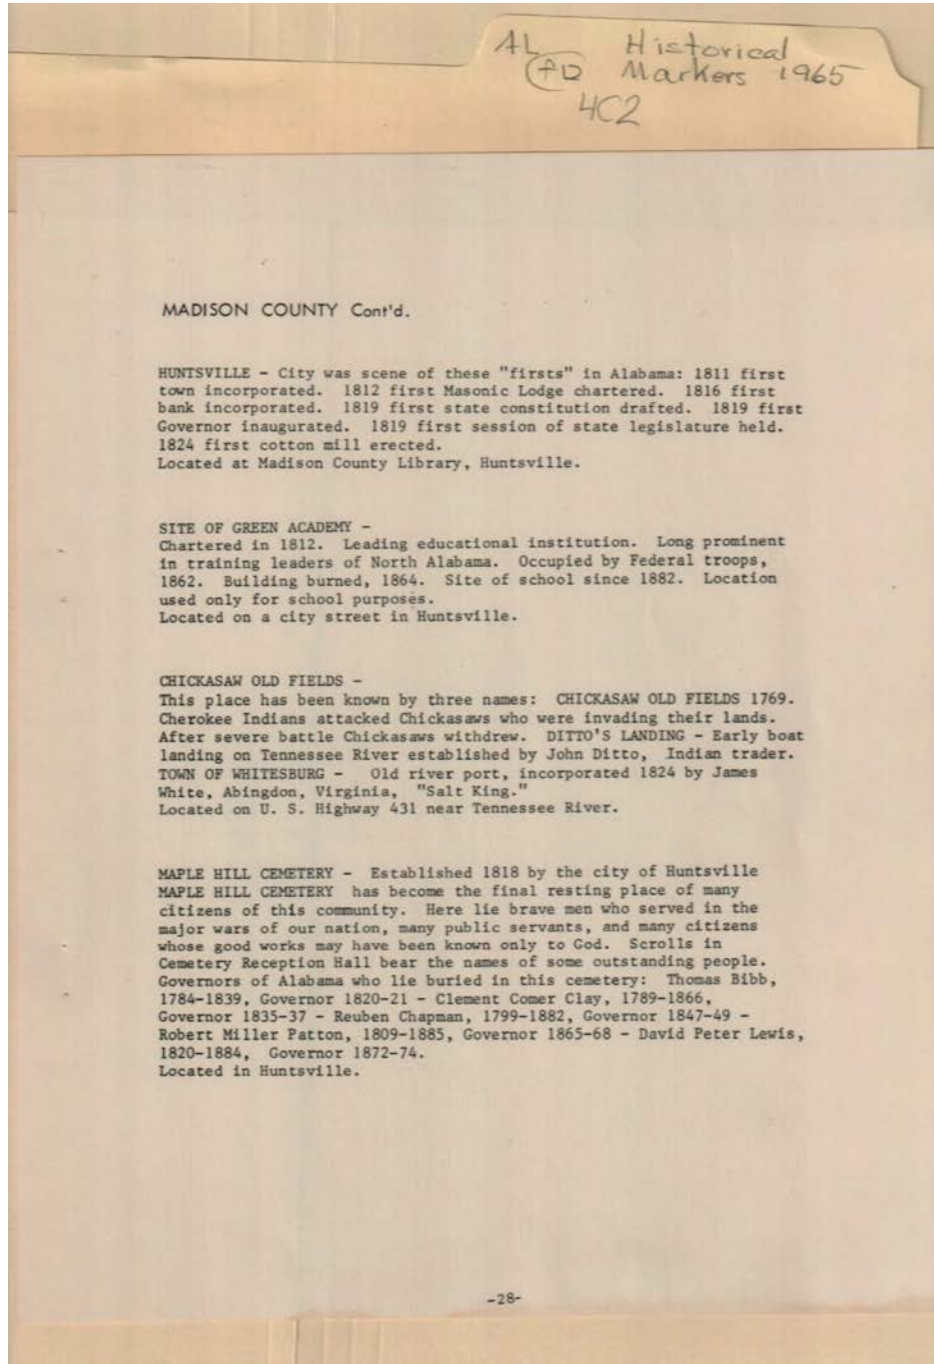 AL Historical
(FD Markers 1965
4C2
MADISON COUNTY Cont'd.
HUNTSVILLE - City was scene of these "firsts" in Alabama: 1811 first
town incorporated. 1812 first Masonic Lodge chartered. 1816 first
bank incorporated. 1819 first state constitution drafted. 1819 first
Governor inaugurated. 1819 first session of state legislature held.
1824 first cotton mill erected.
Located at Madison County Library, Huntsville.
SITE OF GREEN ACADEMY -
Chartered in 1812. Leading educational institution. Long prominent
in training leaders of North Alabama. Occupied by Federal troops,
1862. Building burned, 1864. Site of school since 1882. Location
used only for school purposes.
Located on a city street in Huntsville.
CHICKASAW OLD FIELDS -
This place has been known by three names: CHICKASAW OLD FIELDS 1769.
Cherokee Indians attacked Chickasaws who were invading their lands.
After severe battle Chickasaws withdrew. DITTO'S LANDING - Early boat
landing on Tennessee River established by John Ditto, Indian trader.
TOWN OF WHITESBURG - Old river port, incorporated 1824 by James
White, Abingdon, Virginia, "Salt King."
Located on U. S. Highway 431 near Tennessee River.
MAPLE HILL CEMETERY - Established 1818 by the city of Huntsville
MAPLE HILL CEMETERY has become the final resting place of many
citizens of this community. Here lie brave men who served in the
major wars of our nation, many public servants, and many citizens
whose good works may have been known only to God. Scrolls in
Cemetery Reception Hall bear the names of some outstanding people.
Governors of Alabama who lie buried in this cemetery: Thomas Bibb,
1784-1839, Governor 1820-21 - Clement Comer Clay, 1789-1866,
Governor 1835-37 - Reuben Chapman, 1799-1882, Governor 1847-49 -
Robert Miller Patton, 1809-1885, Governor 1865-68 - David Peter Lewis,
1820-1884, Governor 1872-74.
Located in Huntsville.
-28-